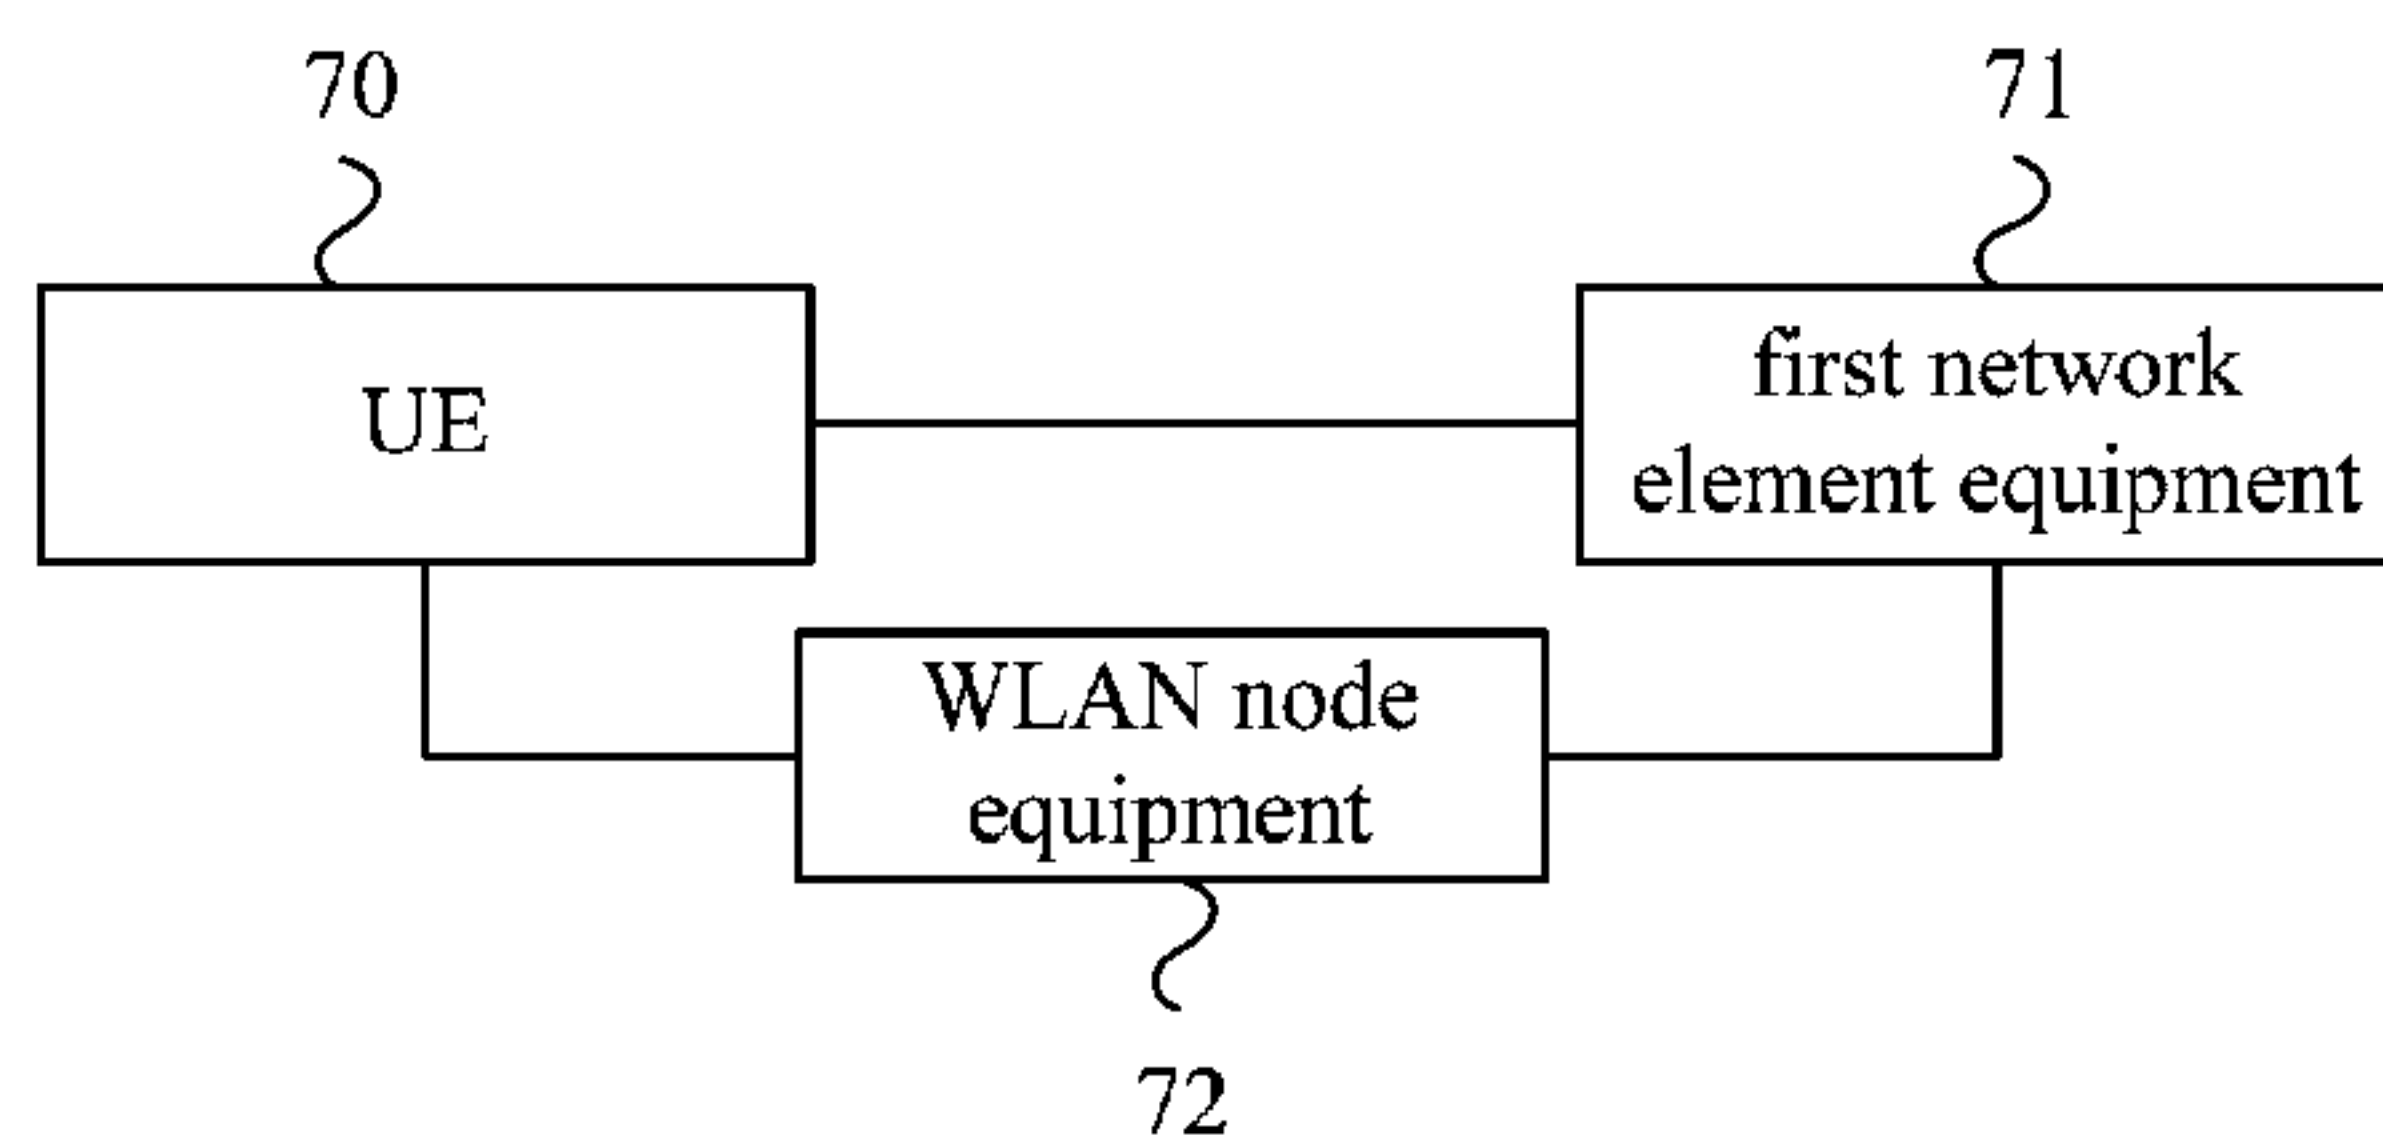 70
71
UE
first network
element equipment
WLAN node
equipment
72